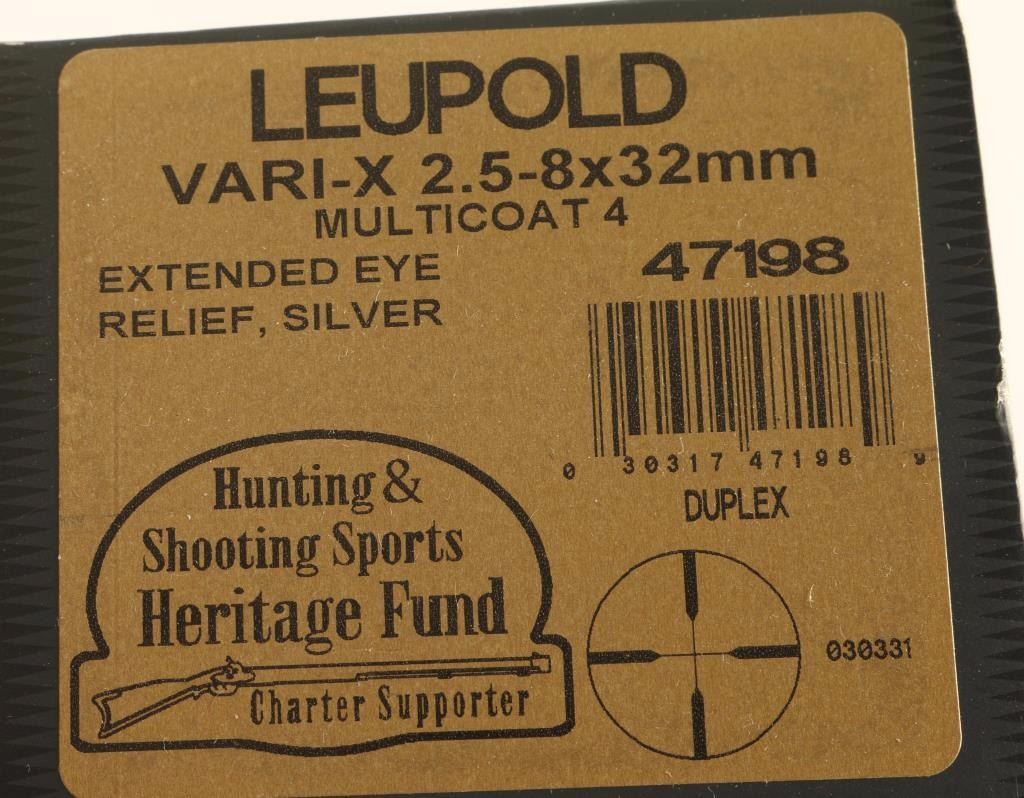 LEUPOLD
VARI-X 2.5-8x32mm
MULTICOAT 4
EXTENDED EYE
RELIEF, SILVER
47198
0 30317 47198 9
DUPLEX
Hunting &
Shooting Sports
Heritage Fund
Charter Supporter
030331